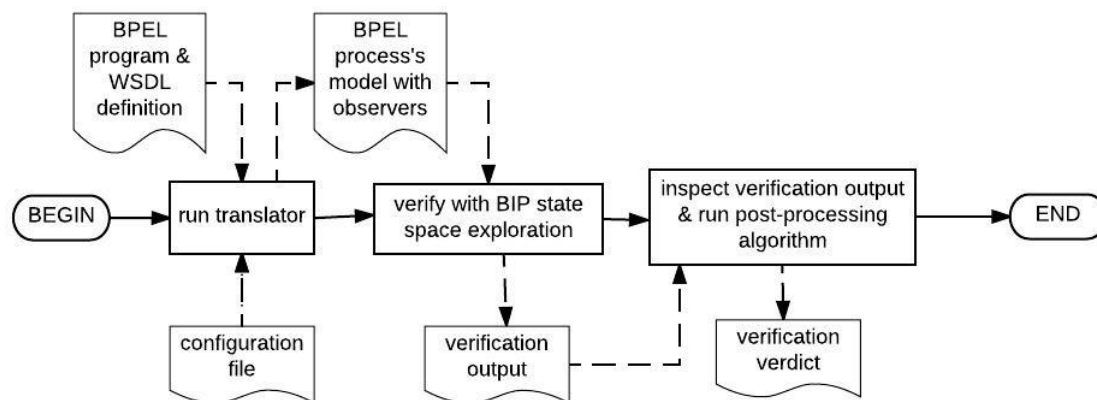 BPEL
program &
WSDL
definition
BPEL
process's
model with
observers
BEGIN
run translator
verify with BIP state
space exploration
inspect verification output
& run post-processing
algorithm
END
configuration
file
verification
output
verification
verdict